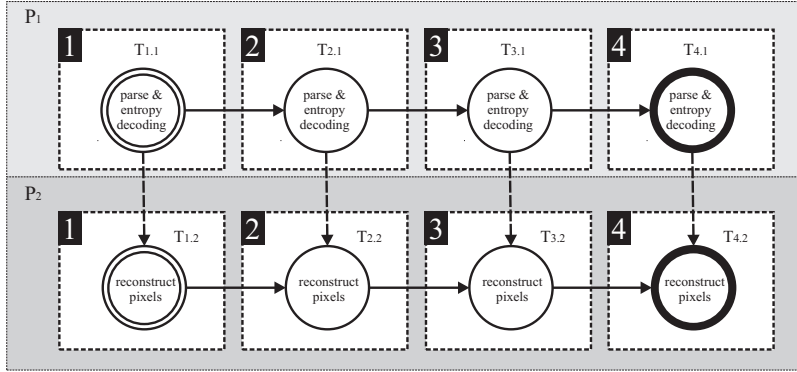 P1
1 T1.1 2 T2.1 3 T3.1 4 T4.1
parse & parse & parse & parse &
entropy entropy entropy entropy
decoding decoding decoding decoding
P2
1 T1.2 2 T2.2 3 T3.2 4 T4.2
reconstruct reconstruct reconstruct reconstruct
pixels pixels pixels pixels